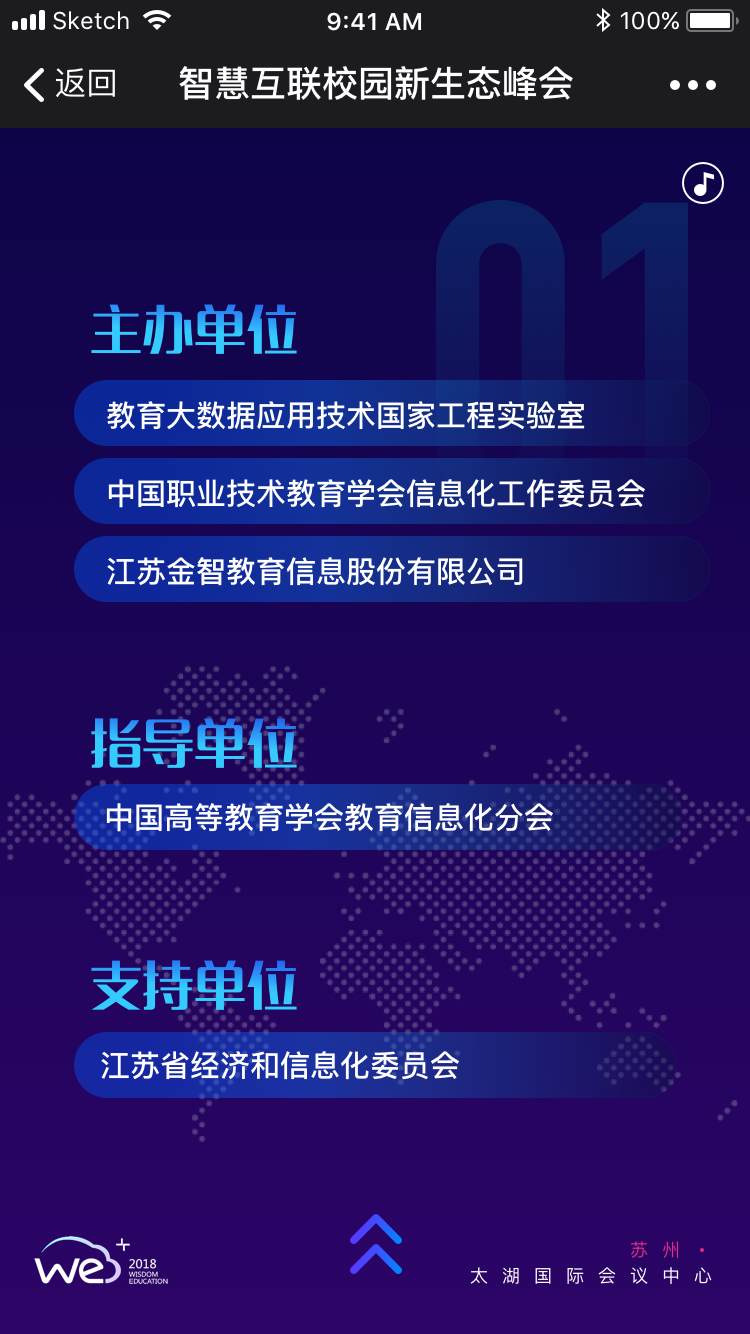 Sketch 9:41 AM 100%
返回 智慧互联校园新生态峰会
01
主办单位
教育大数据应用技术国家工程实验室
中国职业技术教育学会信息化工作委员会
江苏金智教育信息股份有限公司
指导单位
中国高等教育学会教育信息化分会
支持单位
江苏省经济和信息化委员会
we+
2018
WISDOM
EDUCATION
苏州·
太湖国际会议中心